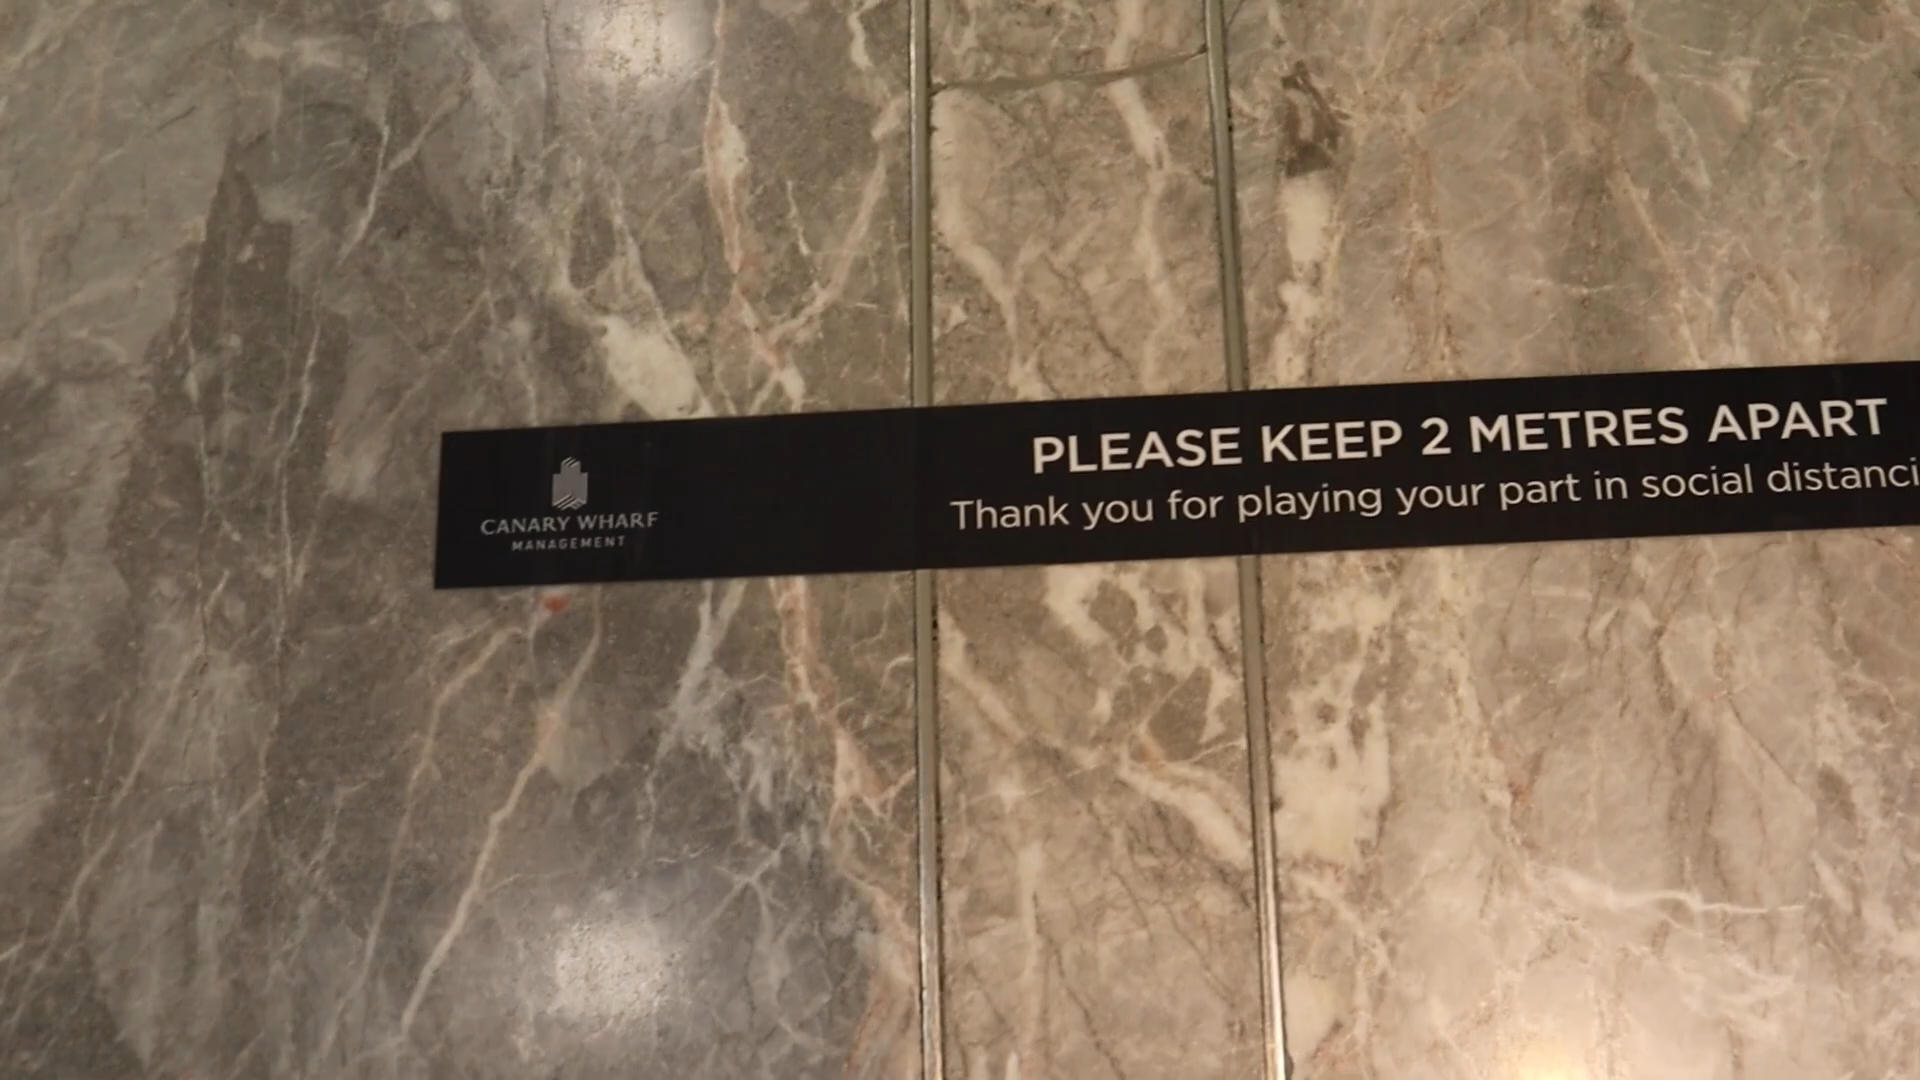 CANARY WHARF
MANAGEMENT
PLEASE KEEP 2 METRES APART
Thank you for playing your part in social distanci